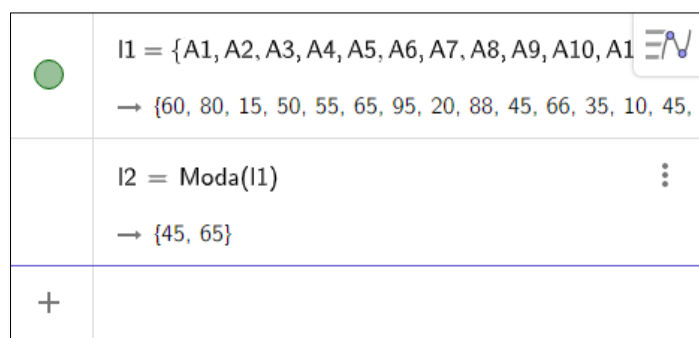 l1 = {A1, A2, A3, A4, A5, A6, A7, A8, A9, A10, A1
→ {60, 80, 15, 50, 55, 65, 95, 20, 88, 45, 66, 35, 10, 45,
l2 = Moda(l1)
→ {45, 65}
+